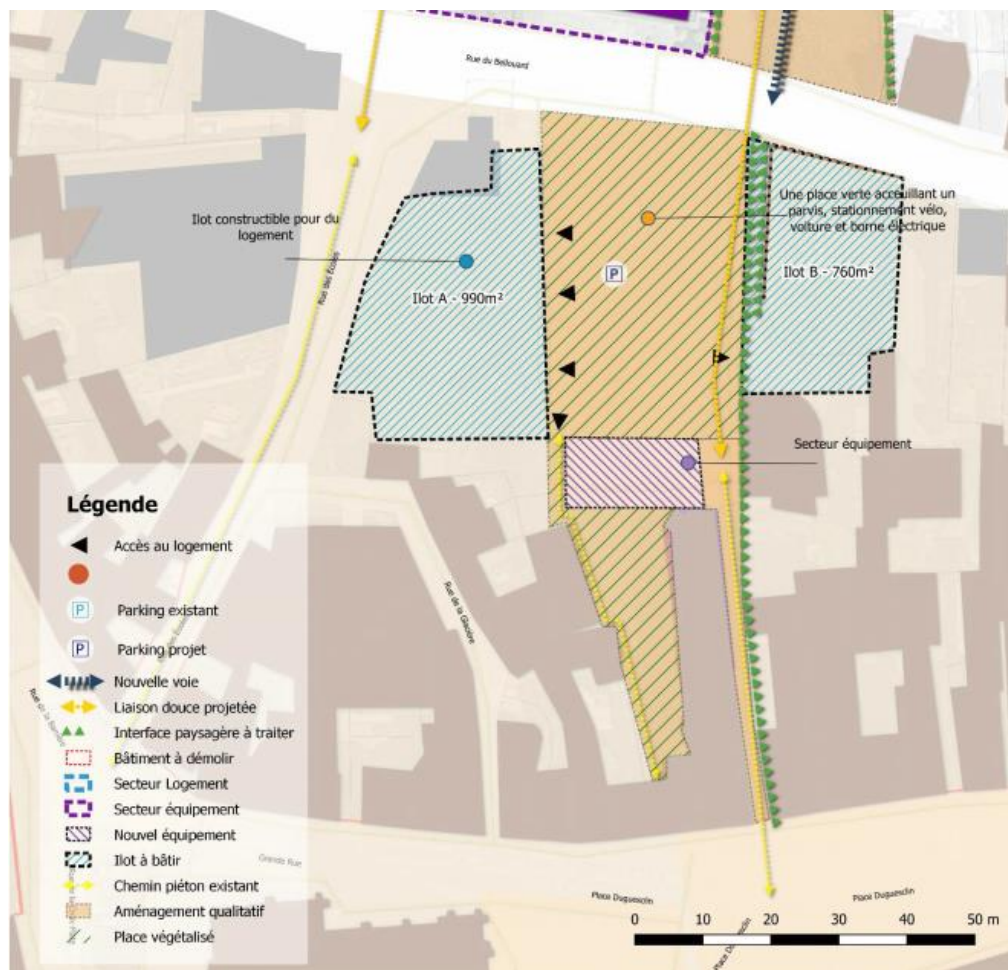 Rue du Bellouard
Ilot constructible pour du
logement
Une place verte acceuillant un
parvis, stationnement vélo,
voiture et borne électrique
Rue des Ecoles
Ilot A - 990m²
P
Ilot B - 760m²
Secteur équipement
Légende
Accès au logement
P Parking existant
P Parking projet
Nouvelle voie
Liaison douce projetée
Interface paysagère à traiter
Bâtiment à démolir
Secteur Logement
Secteur équipement
Nouvel équipement
Ilot à bâtir
Chemin piéton existant
Aménagement qualitatif
Place végétalisé
Rue de la Glacière
Grande Rue
Place Duguesclin
Place Duguesclin
0 10 20 30 40 50 m